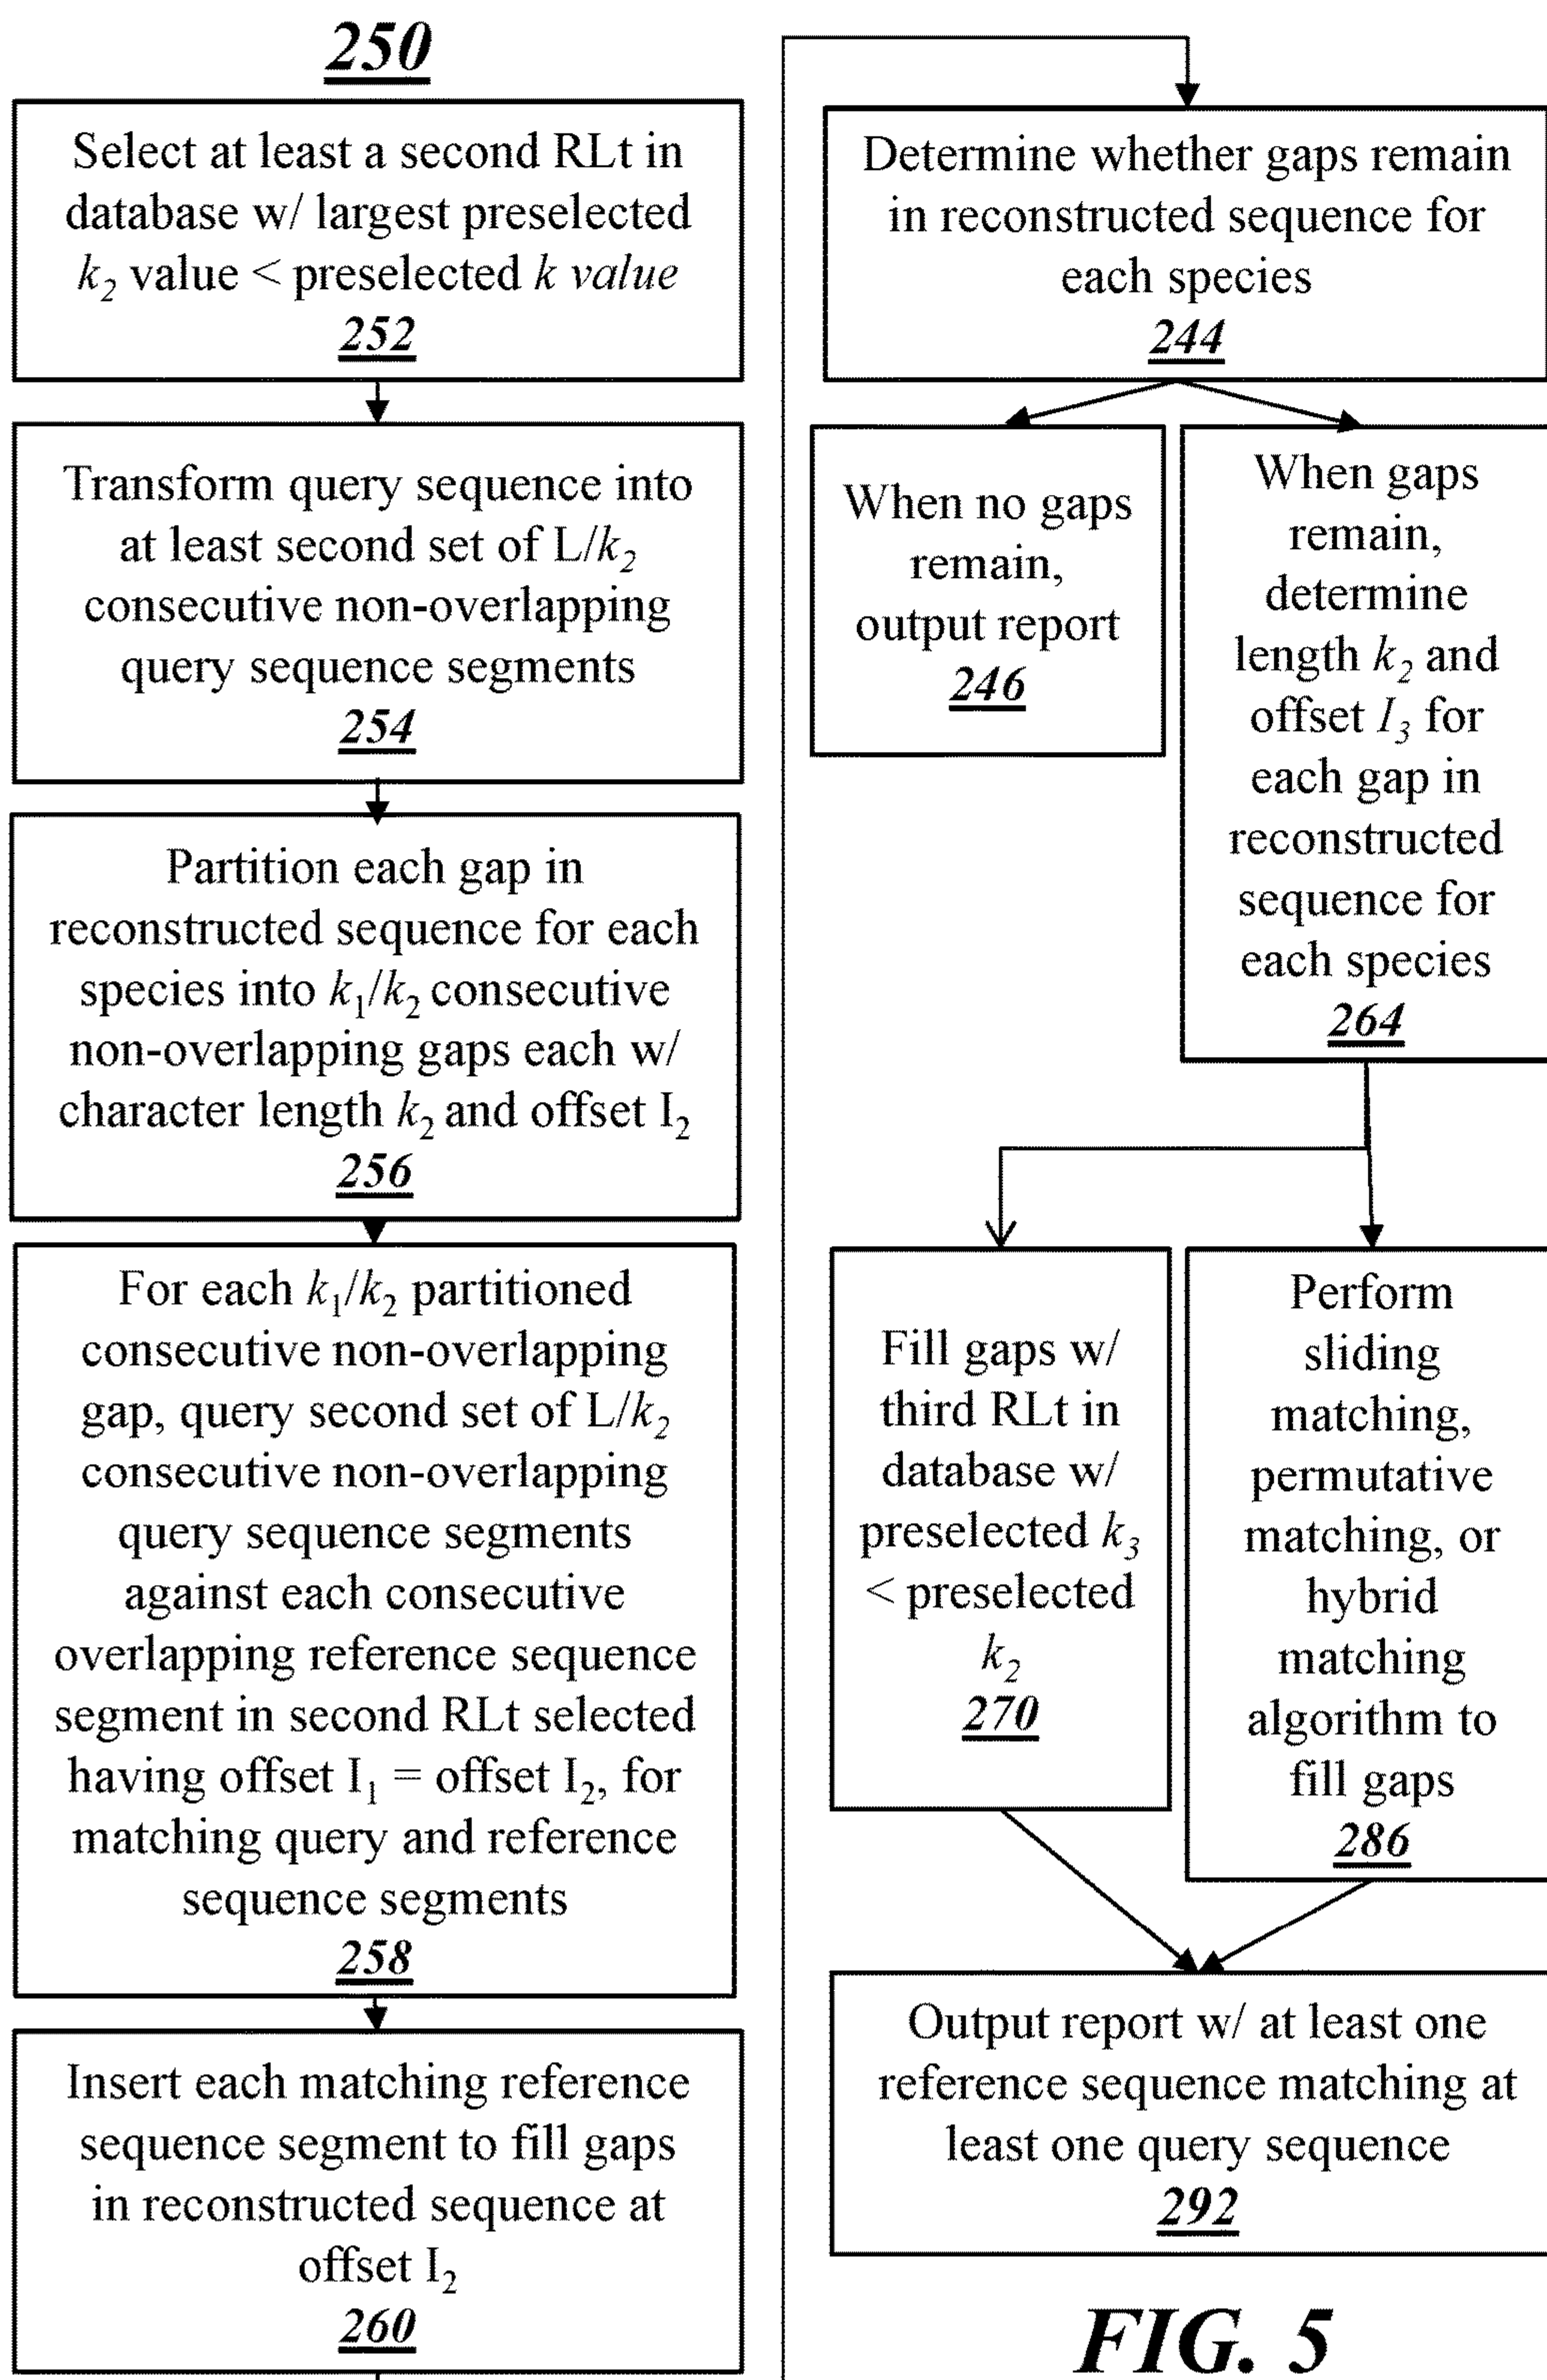 250
Select at least a second RLt in
database w/ largest preselected
k₂ value < preselected k value
252
Transform query sequence into
at least second set of L/k₂
consecutive non-overlapping
query sequence segments
254
Partition each gap in
reconstructed sequence for each
species into k₁/k₂ consecutive
non-overlapping gaps each w/
character length k₂ and offset I₂
256
For each k₁/k₂ partitioned
consecutive non-overlapping
gap, query second set of L/k₂
consecutive non-overlapping
query sequence segments
against each consecutive
overlapping reference sequence
segment in second RLt selected
having offset I₁ = offset I₂, for
matching query and reference
sequence segments
258
Insert each matching reference
sequence segment to fill gaps
in reconstructed sequence at
offset I₂
260
Determine whether gaps remain
in reconstructed sequence for
each species
244
When no gaps
remain,
output report
246
When gaps
remain,
determine
length k₂ and
offset I₃ for
each gap in
reconstructed
sequence for
each species
264
Fill gaps w/
third RLt in
database w/
preselected k₃
< preselected
k₂
270
Perform
sliding
matching,
permutative
matching, or
hybrid
matching
algorithm to
fill gaps
286
Output report w/ at least one
reference sequence matching at
least one query sequence
292
FIG. 5